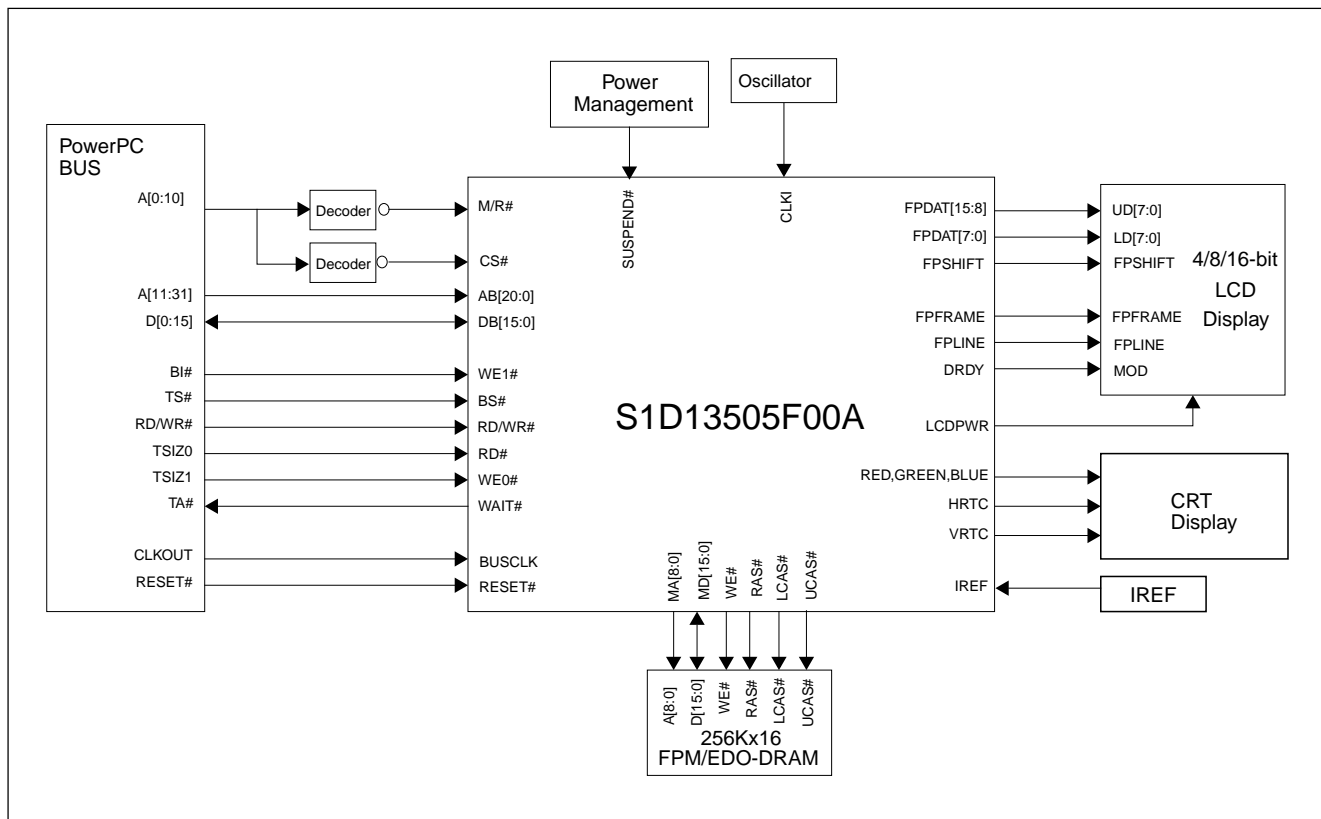 Power
Management
Oscillator
PowerPC
BUS
A[0:10]
A[11:31]
D[0:15]
BI#
TS#
RD/WR#
TSIZ0
TSIZ1
TA#
CLKOUT
RESET#
Decoder
Decoder
M/R#
CS#
AB[20:0]
DB[15:0]
WE1#
BS#
RD/WR#
RD#
WE0#
WAIT#
BUSCLK
RESET#
SUSPEND#
CLKI
S1D13505F00A
FPDAT[15:8]
FPDAT[7:0]
FPSHIFT
FPFRAME
FPLINE
DRDY
LCDPWR
RED,GREEN,BLUE
HRTC
VRTC
IREF
UD[7:0]
LD[7:0]
FPSHIFT
FPFRAME
FPLINE
MOD
4/8/16-bit
LCD
Display
CRT
Display
IREF
MA[8:0]
MD[15:0]
WE#
RAS#
LCAS#
UCAS#
A[8:0]
D[15:0]
WE#
RAS#
LCAS#
UCAS#
256Kx16
FPM/EDO-DRAM